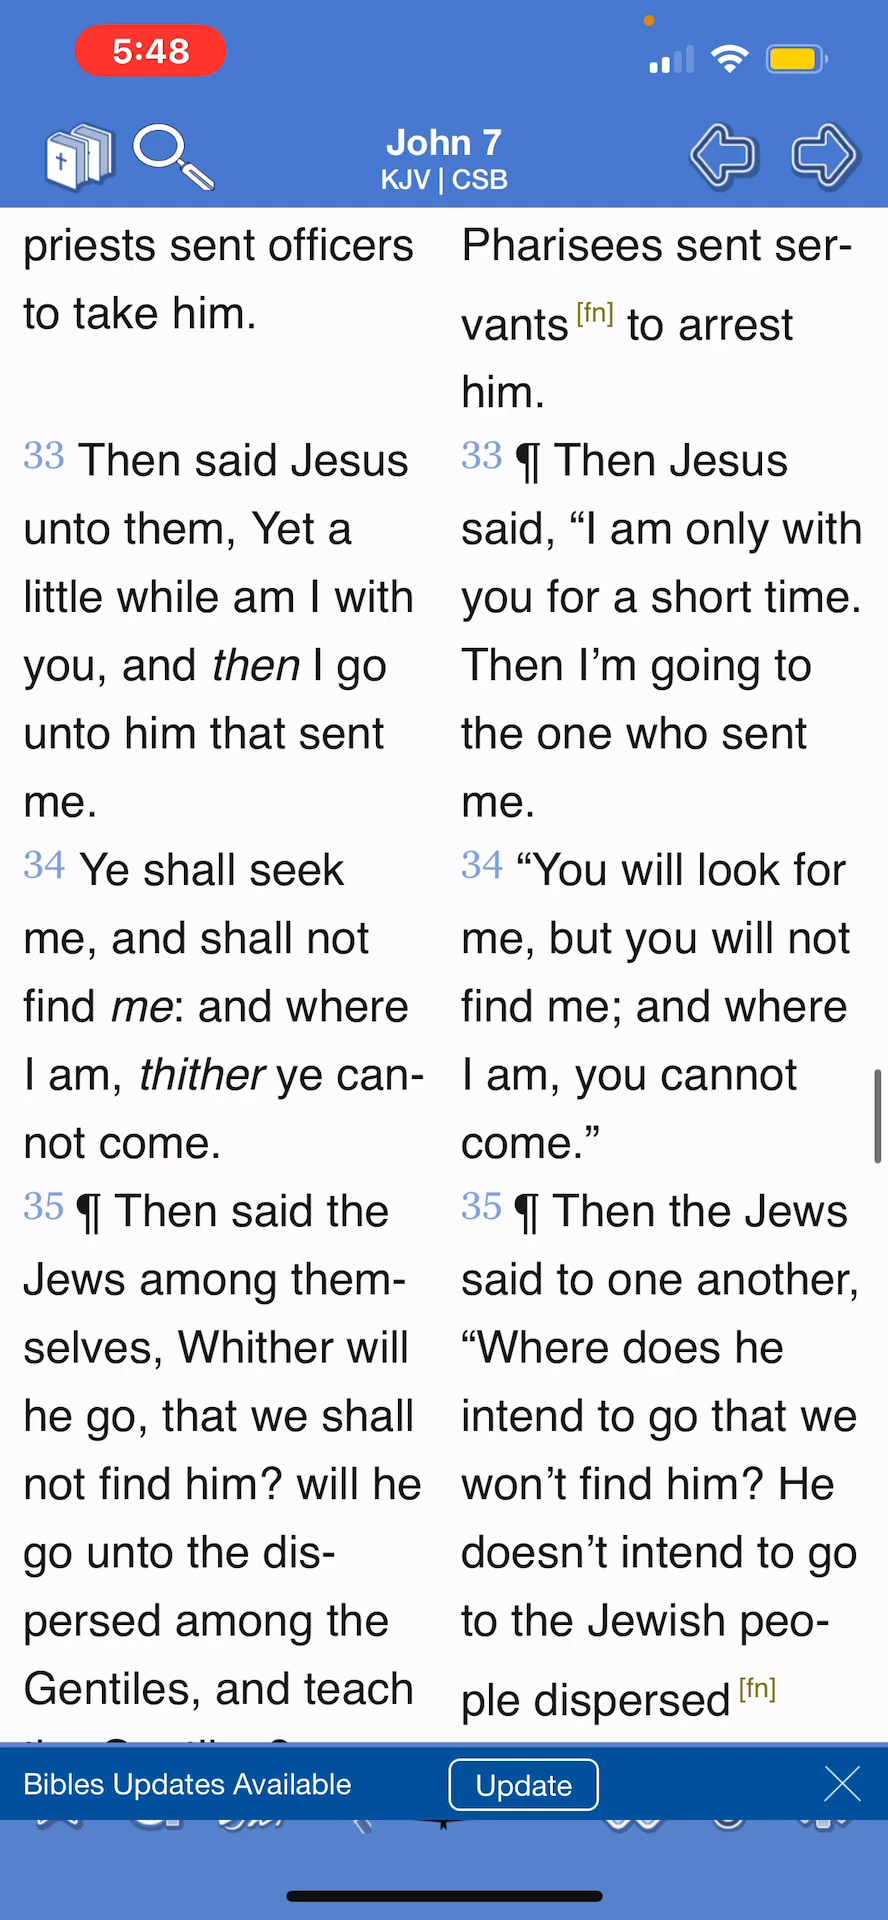 5:48
John 7
KJV | CSB
priests sent officers
to take him.
33 Then said Jesus
unto them, Yet a
little while am I with
you, and then I go
unto him that sent
me.
34 Ye shall seek
me, and shall not
find me: and where
I am, thither ye can-
not come.
35 ¶ Then said the
Jews among them-
selves, Whither will
he go, that we shall
not find him? will he
go unto the dis-
persed among the
Gentiles, and teach
Pharisees sent ser-
vants [fn] to arrest
him.
33 ¶ Then Jesus
said, “I am only with
you for a short time.
Then I’m going to
the one who sent
me.
34 “You will look for
me, but you will not
find me; and where
I am, you cannot
come.”
35 ¶ Then the Jews
said to one another,
“Where does he
intend to go that we
won’t find him? He
doesn’t intend to go
to the Jewish peo-
ple dispersed [fn]
Bibles Updates Available
Update